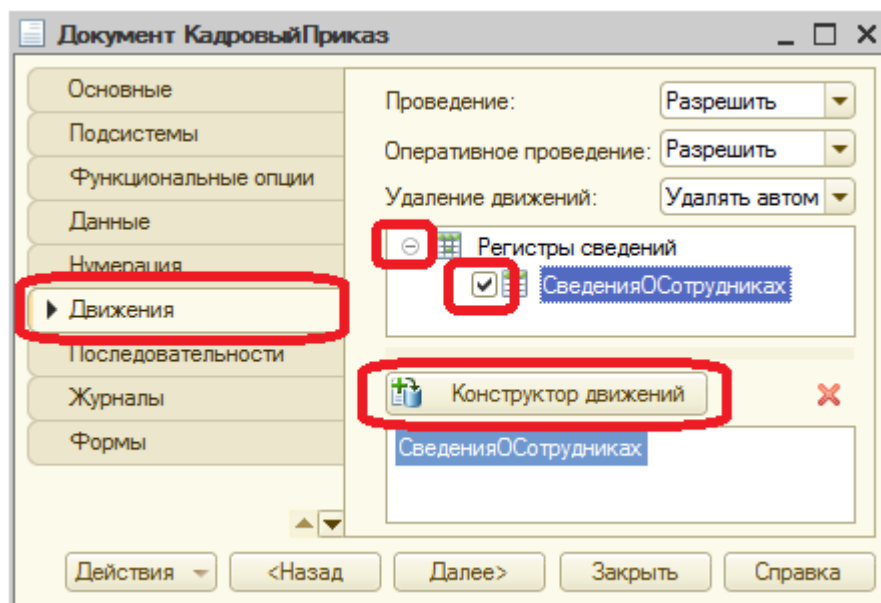 Документ КадровыйПриказ
Основные
Подсистемы
Функциональные опции
Данные
Нумерация
Движения
Последовательности
Журналы
Формы
Проведение: Разрешить
Оперативное проведение: Разрешить
Удаление движений: Удалять автом
Регистры сведений
СведенияОСотрудниках
Конструктор движений
СведенияОСотрудниках
Действия <Назад Далее> Закрыть Справка